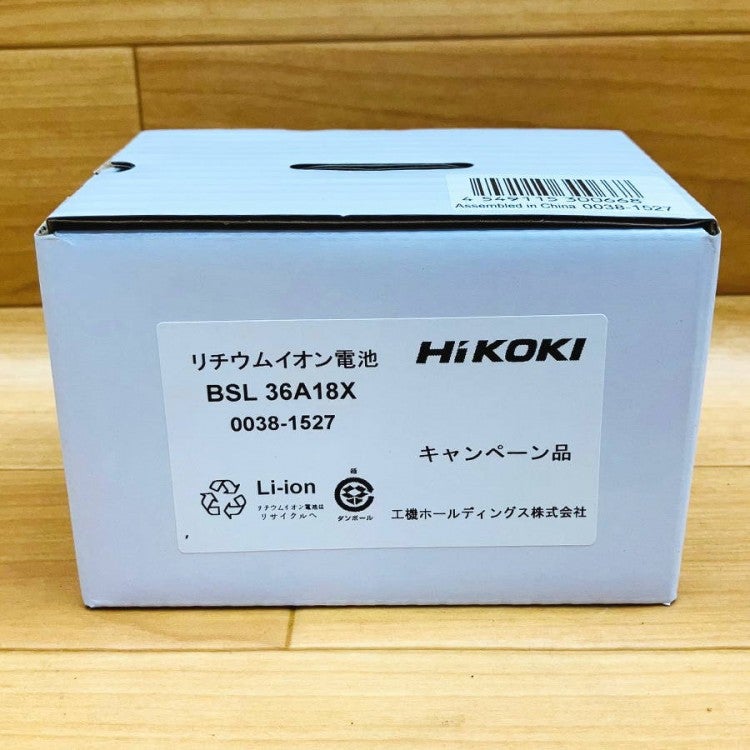 4 549115 300668
Assembled in China 0038-1527
リチウムイオン電池
HiKOKI
BSL 36A18X
0038-1527
キャンペーン品
Li-ion
リチウムイオン電池は
リサイクルへ
ダンボール
工機ホールディングス株式会社